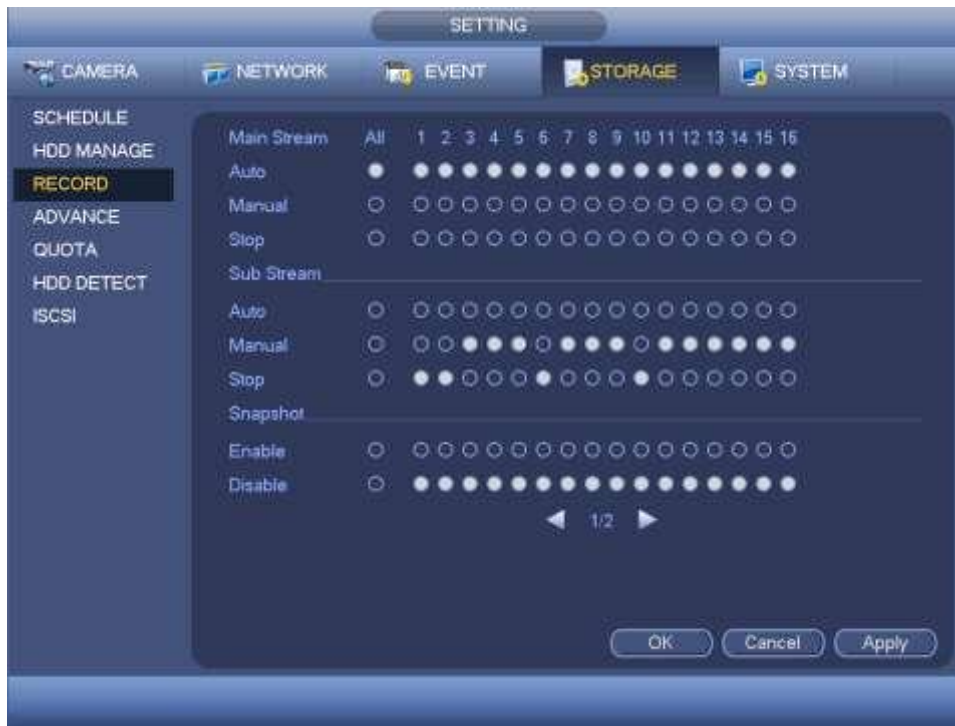 SETTING
CAMERA NETWORK EVENT STORAGE SYSTEM
SCHEDULE
HDD MANAGE
RECORD
ADVANCE
QUOTA
HDD DETECT
ISCSI
Main Stream All 1 2 3 4 5 6 7 8 9 10 11 12 13 14 15 16
Auto
Manual
Stop
Sub Stream
Auto
Manual
Stop
Snapshot
Enable
Disable
1/2
OK Cancel Apply